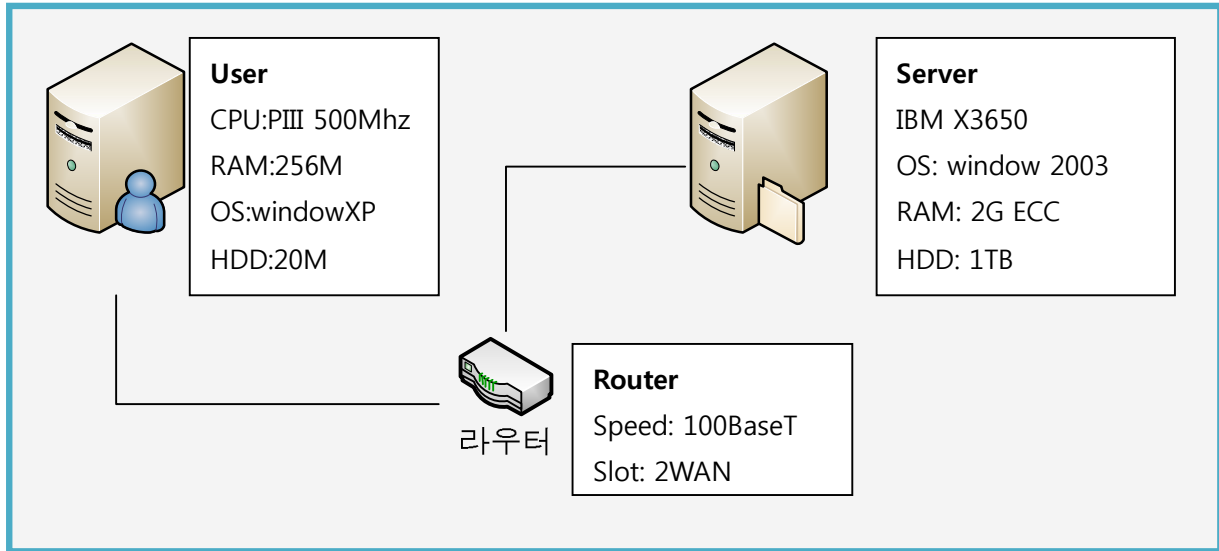 User
CPU:PIII 500Mhz
RAM:256M
OS:windowXP
HDD:20M
Server
IBM X3650
OS: window 2003
RAM: 2G ECC
HDD: 1TB
라우터
Router
Speed: 100BaseT
Slot: 2WAN